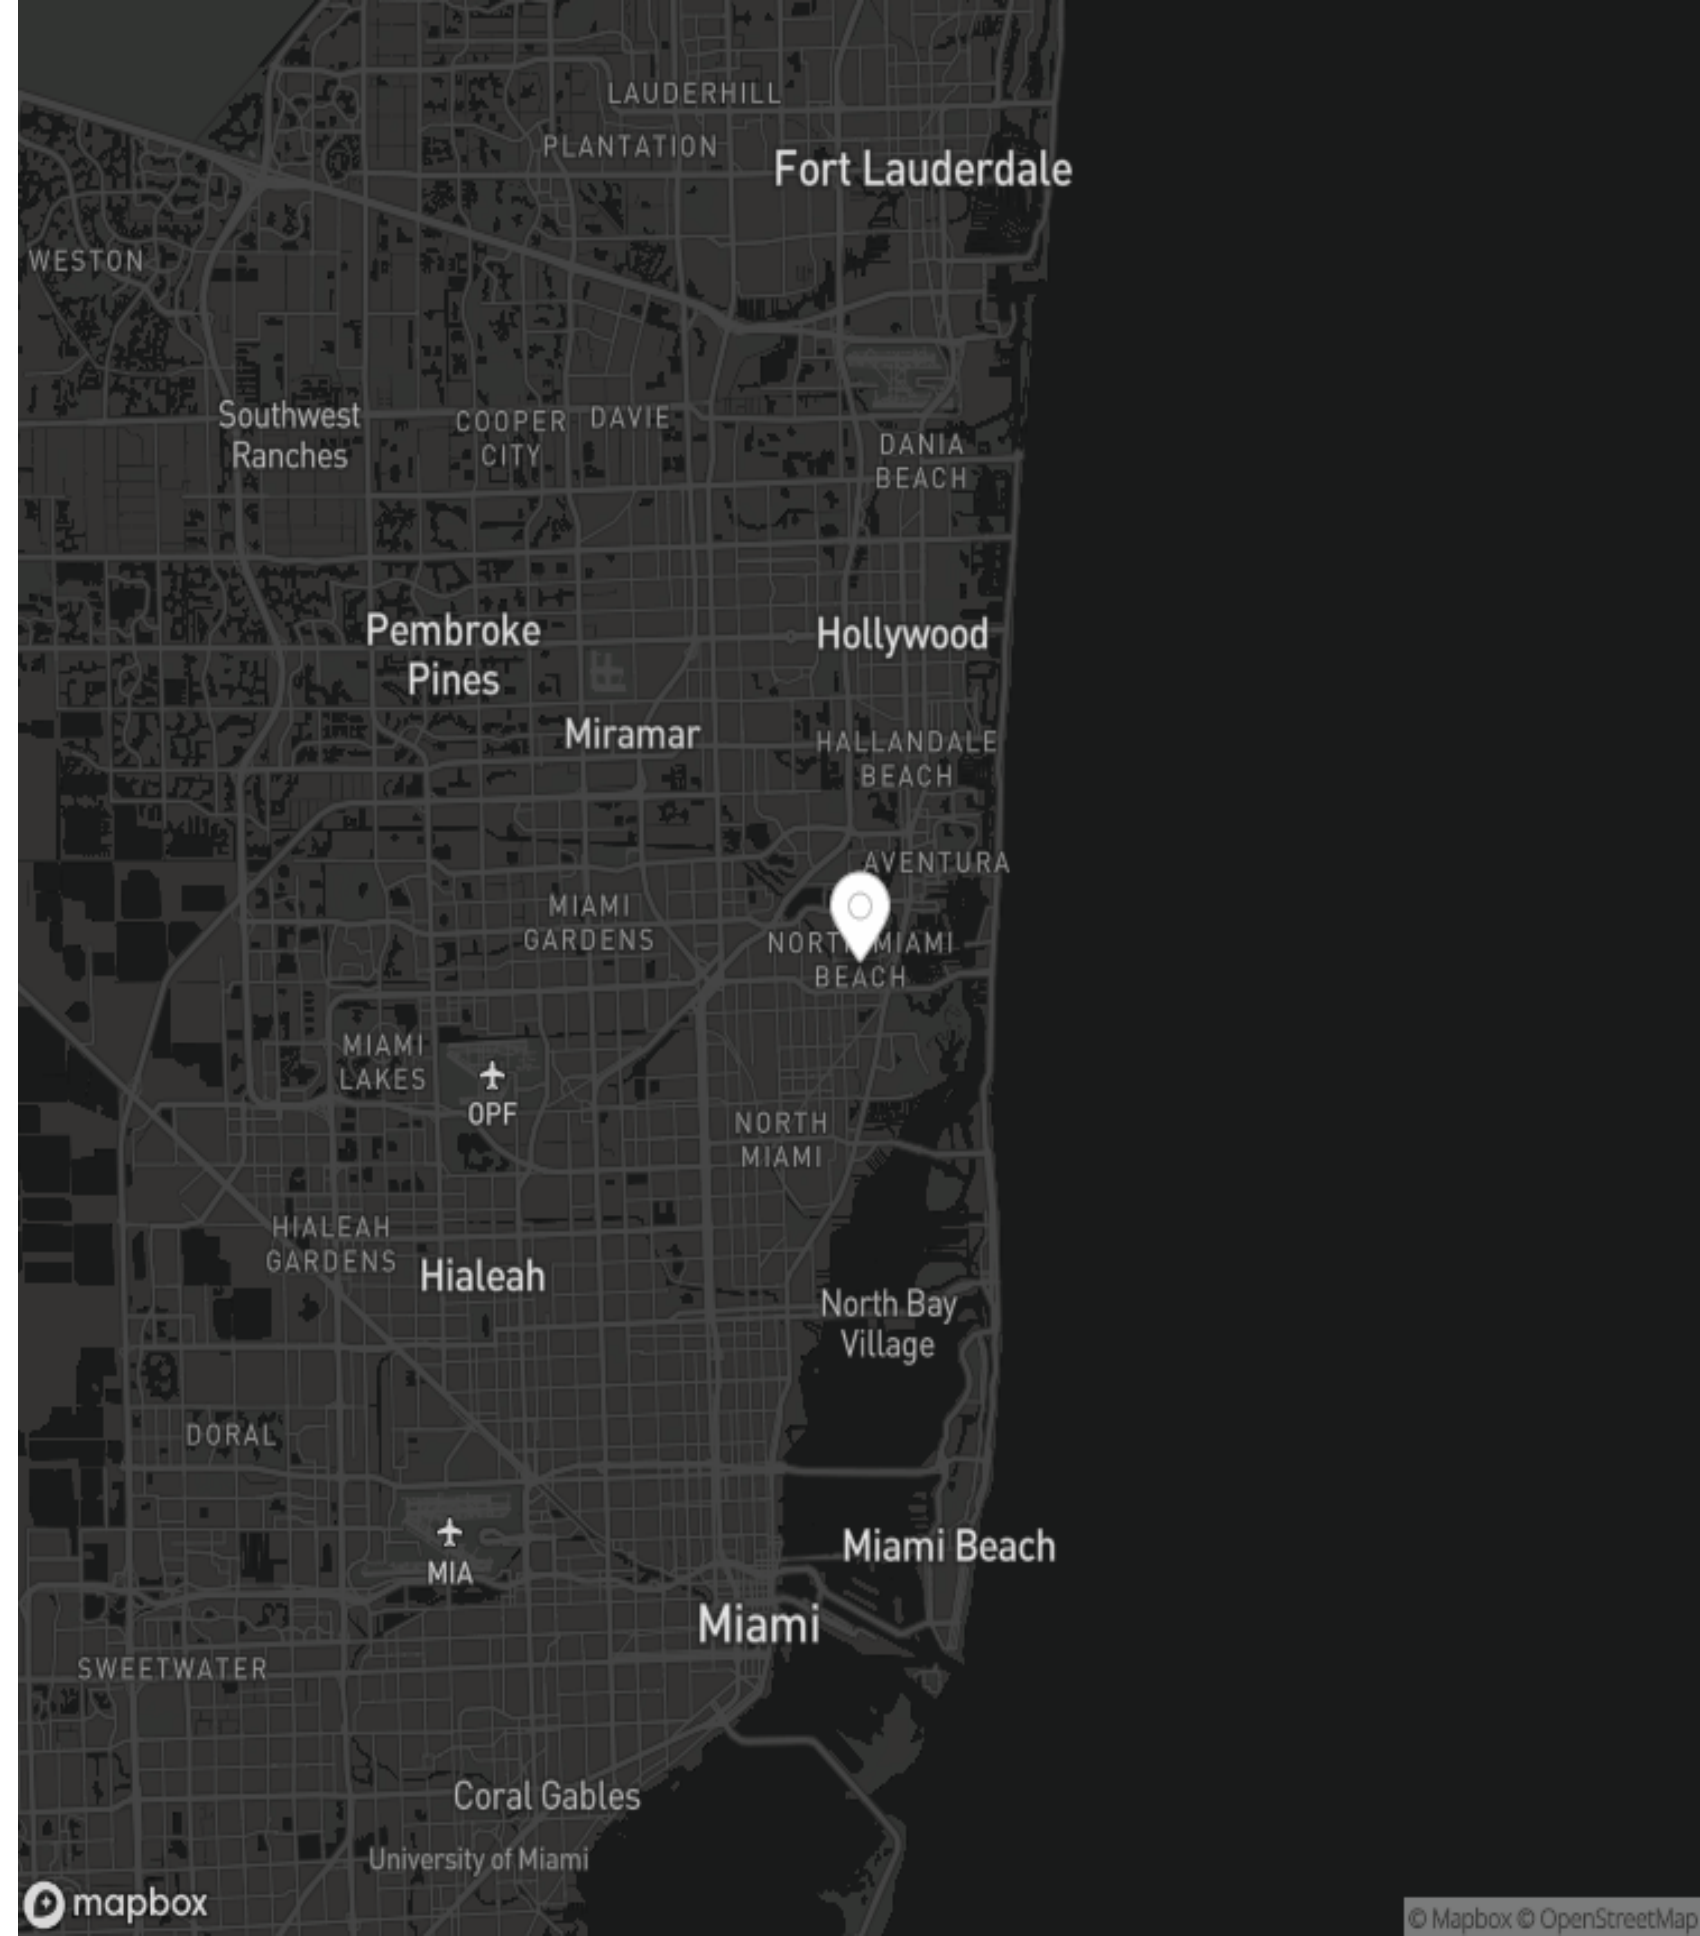 LAUDERHILL
PLANTATION
Fort Lauderdale
WESTON
Southwest
Ranches
COOPER
CITY
DAVIE
DANIA
BEACH
Pembroke
Pines
Hollywood
Miramar
HALLANDALE
BEACH
AVENTURA
MIAMI
GARDENS
NORTH MIAMI
BEACH
MIAMI
LAKES
OPF
NORTH
MIAMI
HIALEAH
GARDENS
Hialeah
North Bay
Village
DORAL
MIA
Miami Beach
Miami
SWEETWATER
Coral Gables
University of Miami
mapbox
© Mapbox © OpenStreetMap